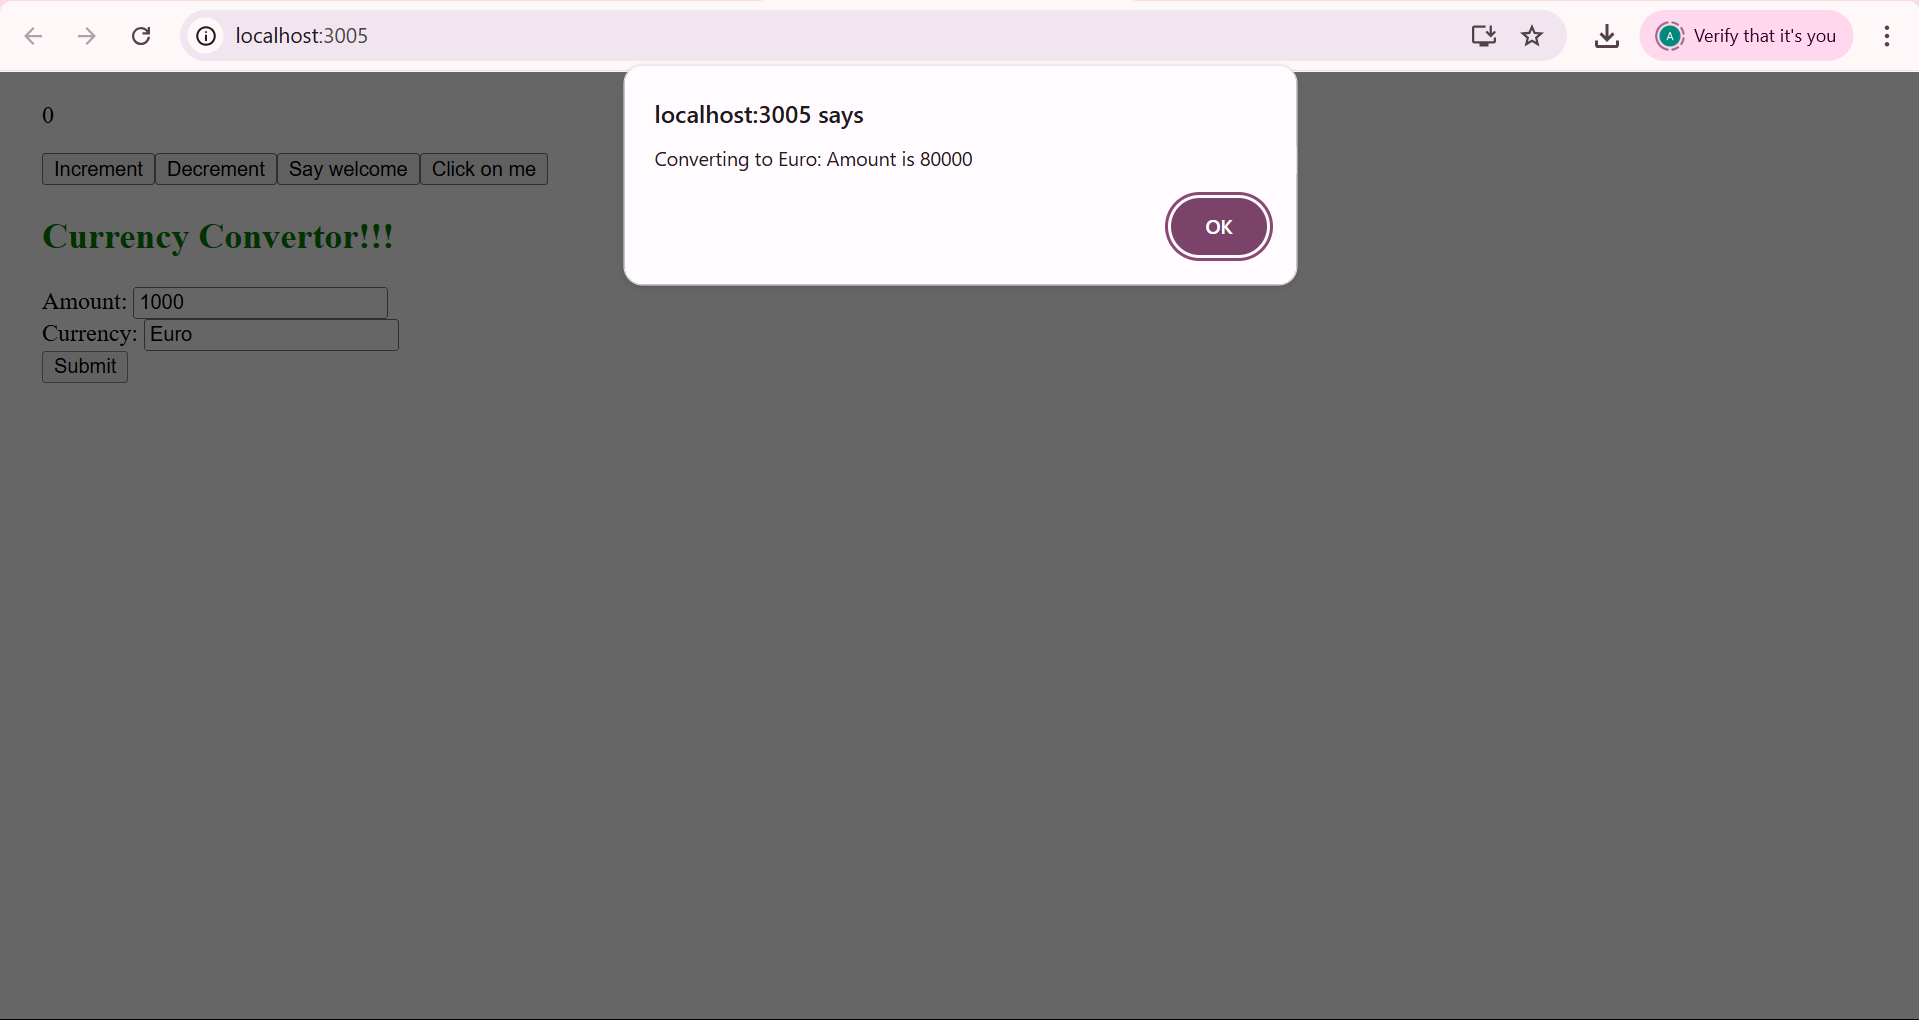 localhost:3005
A Verify that it's you
localhost:3005 says
Converting to Euro: Amount is 80000
OK
0
Increment Decrement Say welcome Click on me
Currency Convertor!!!
Amount: 1000
Currency: Euro
Submit